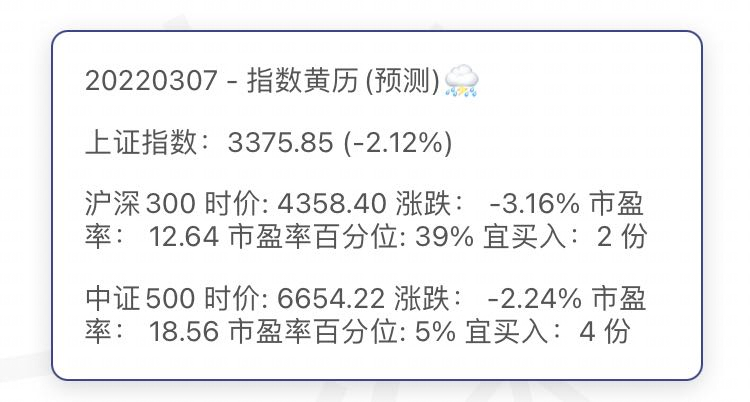 20220307 - 指数黄历 (预测)🌧
上证指数： 3375.85 (-2.12%)
沪深 300 时价: 4358.40 涨跌： -3.16% 市盈
率： 12.64 市盈率百分位: 39% 宜买入： 2 份
中证 500 时价: 6654.22 涨跌： -2.24% 市盈
率： 18.56 市盈率百分位: 5% 宜买入： 4 份